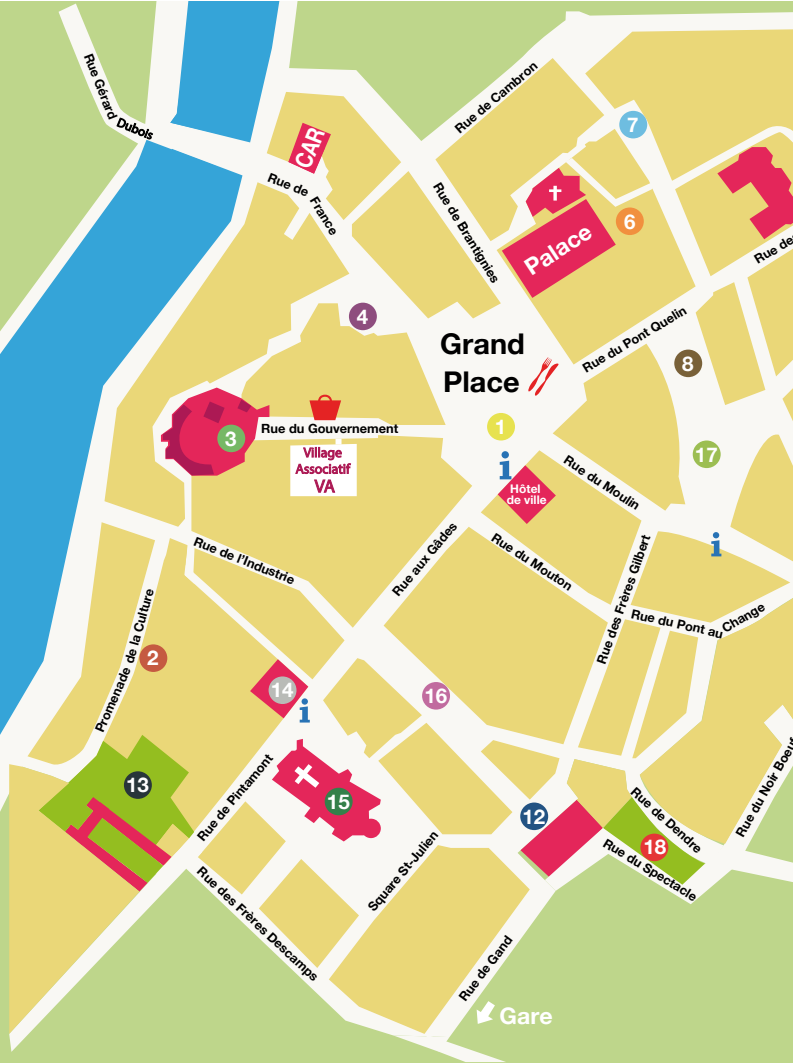 Rue Gérard Dubois
Rue de Cambron
CAR
7
Rue de France
Rue de Brantignies
6
Palace
Rue des
4
Rue du Pont Quelin
Grand
Place
8
Rue du Gouvernement
3
1
Village
Associatif
VA
i
Hôtel
de ville
Rue du Moulin
17
i
Rue de l'Industrie
Rue aux Gâdes
Rue du Mouton
Rue des Frères Gilbert
Rue du Pont au Change
Promenade de la Culture
2
14
i
16
13
Rue de Pintamont
15
12
Rue de Dendre
18
Rue du Spectacle
Rue du Noir Boeuf
Square St-Julien
Rue des Frères Descamps
Rue de Gand
Gare